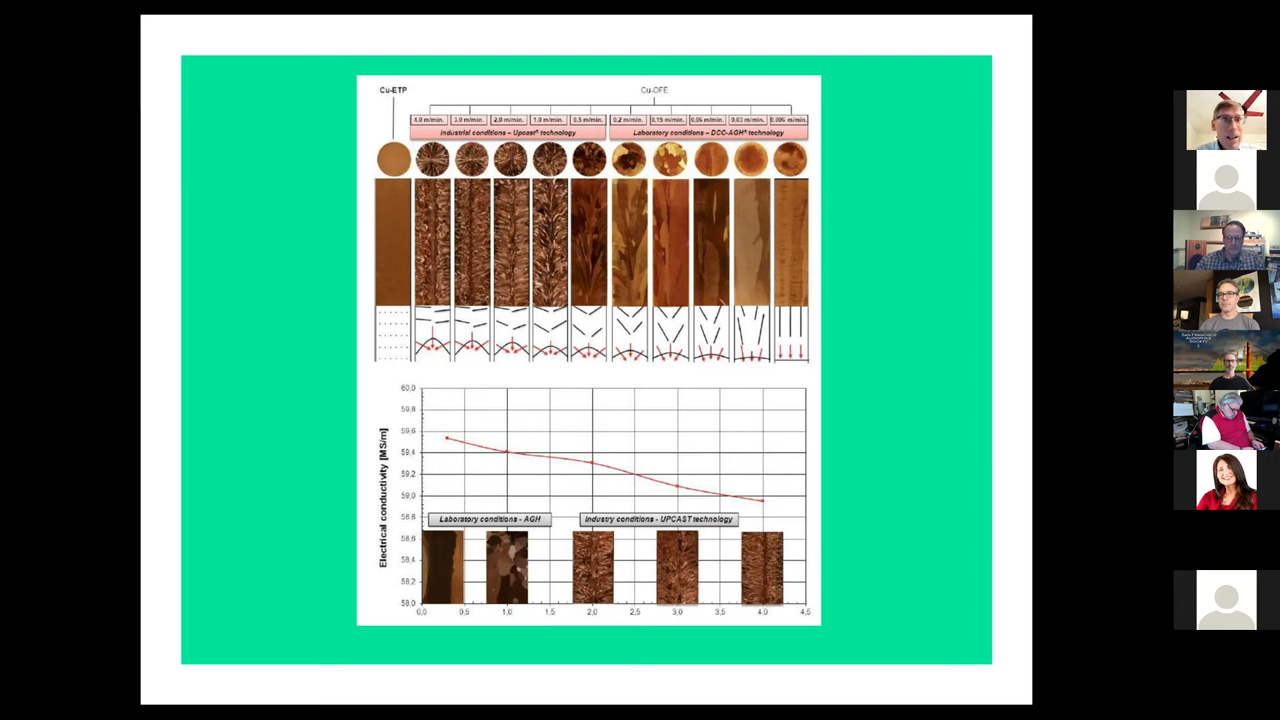 Cu-ETP
Cu-OFE
4,0 m/min. 3,0 m/min. 2,0 m/min. 1,0 m/min. 0,5 m/min. 0,2 m/min. 0,15 m/min. 0,06 m/min. 0,03 m/min. 0,006 m/min.
Industrial conditions – Upcast® technology
Laboratory conditions – DCC-AGH® technology
Electrical conductivity [MS/m]
60,0
59,8
59,6
59,4
59,2
59,0
58,8
58,6
58,4
58,2
58,0
Laboratory conditions - AGH
Industry conditions - UPCAST technology
0,0 0,5 1,0 1,5 2,0 2,5 3,0 3,5 4,0 4,5
SAN FRANCISCO
AUDIOPHILE
SOCIETY